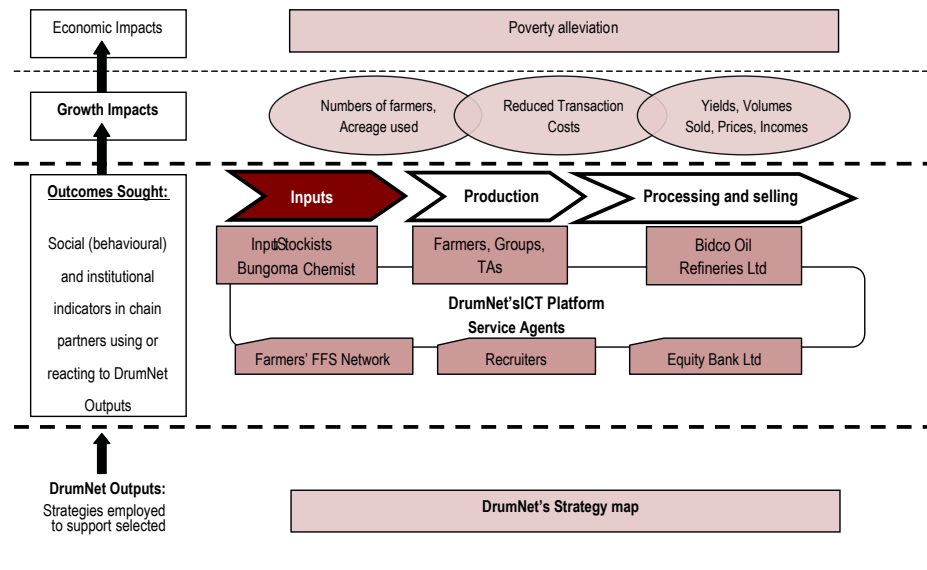 Economic Impacts
Poverty alleviation
Growth Impacts
Numbers of farmers,
Acreage used
Reduced Transaction
Costs
Yields, Volumes
Sold, Prices, Incomes
Outcomes Sought:
Social (behavioural)
and institutional
indicators in chain
partners using or
reacting to DrumNet
Outputs
Inputs
Production
Processing and selling
InputStockists
Bungoma Chemist
Farmers, Groups,
TAs
Bidco Oil
Refineries Ltd
DrumNet'sICT Platform
Service Agents
Farmers' FFS Network
Recruiters
Equity Bank Ltd
DrumNet Outputs:
Strategies employed
to support selected
DrumNet's Strategy map